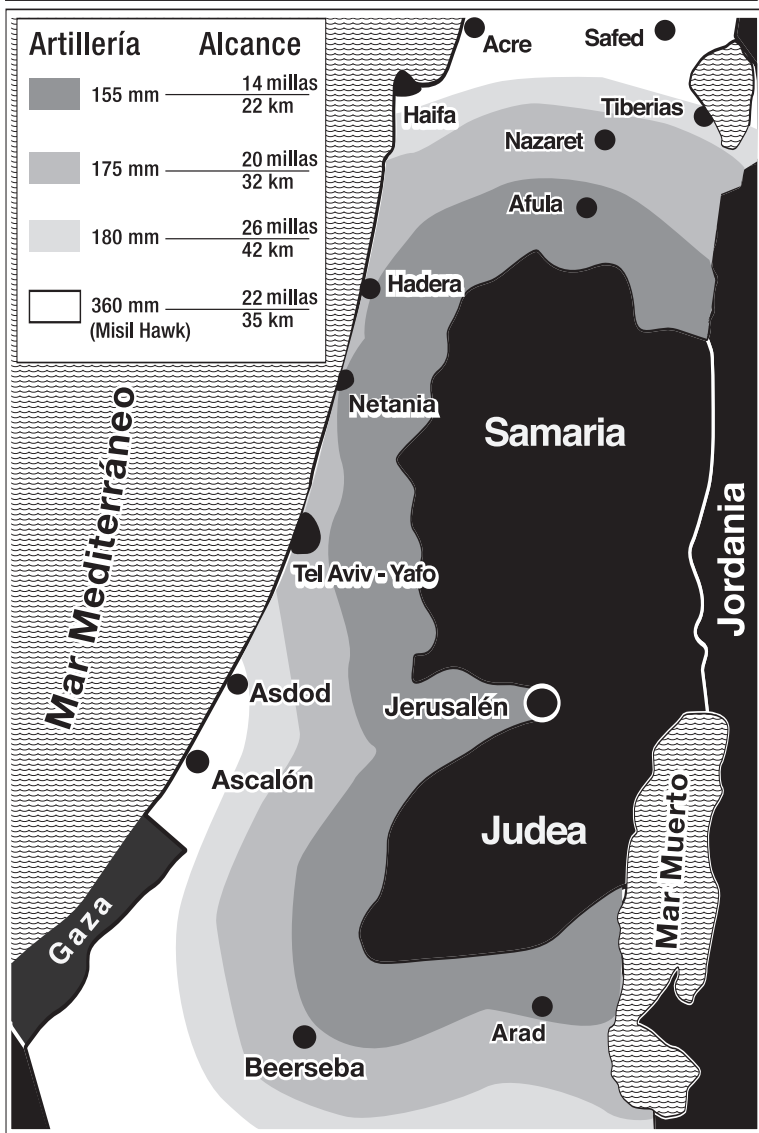 Artillería Alcance
155 mm 14 millas
22 km
175 mm 20 millas
32 km
180 mm 26 millas
42 km
360 mm 22 millas
(Misil Hawk) 35 km
Acre
Safed
Haifa
Tiberias
Nazaret
Afula
Hadera
Netania
Samaria
Mar Mediterráneo
Jordania
Tel Aviv - Yafo
Asdod
Jerusalén
Ascalón
Judea
Mar Muerto
Gaza
Arad
Beerseba